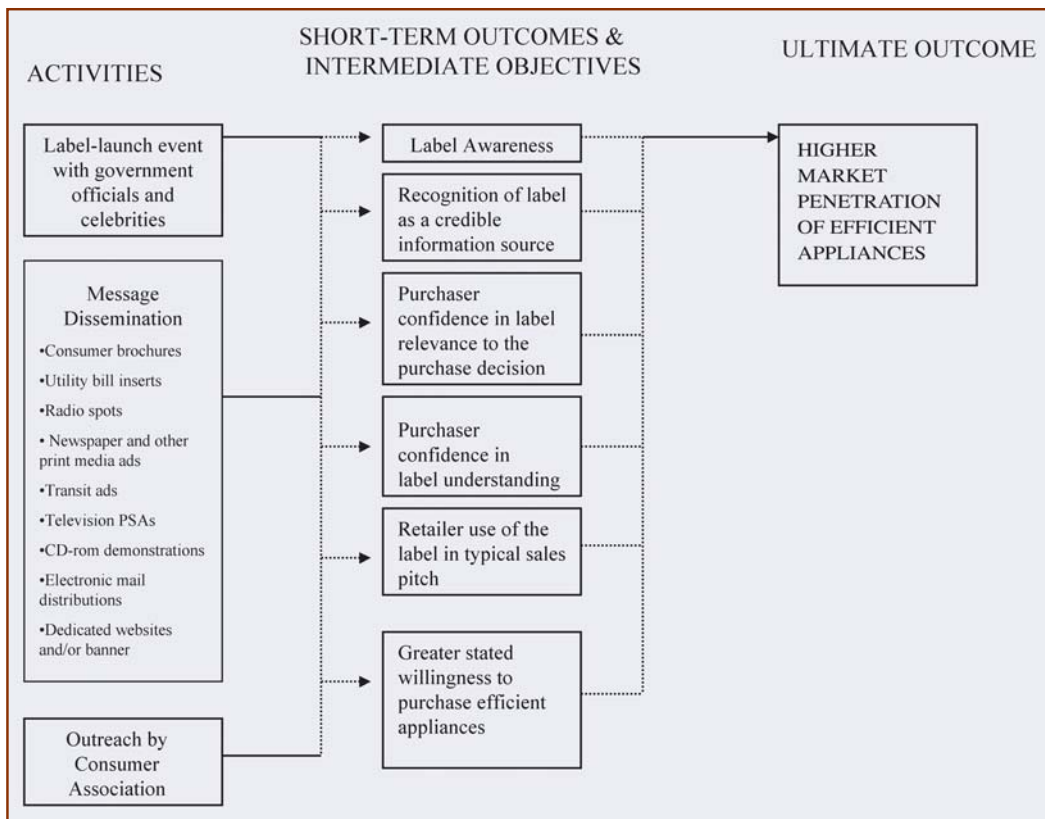 ACTIVITIES
Label-launch event
with government
officials and
celebrities
Message
Dissemination
•Consumer brochures
•Utility bill inserts
•Radio spots
• Newspaper and other
print media ads
•Transit ads
•Television PSAs
•CD-rom demonstrations
•Electronic mail
distributions
•Dedicated websites
and/or banner
Outreach by
Consumer
Association
SHORT-TERM OUTCOMES &
INTERMEDIATE OBJECTIVES
Label Awareness
Recognition of label
as a credible
information source
Purchaser
confidence in label
relevance to the
purchase decision
Purchaser
confidence in
label understanding
Retailer use of the
label in typical sales
pitch
Greater stated
willingness to
purchase efficient
appliances
ULTIMATE OUTCOME
HIGHER
MARKET
PENETRATION
OF EFFICIENT
APPLIANCES